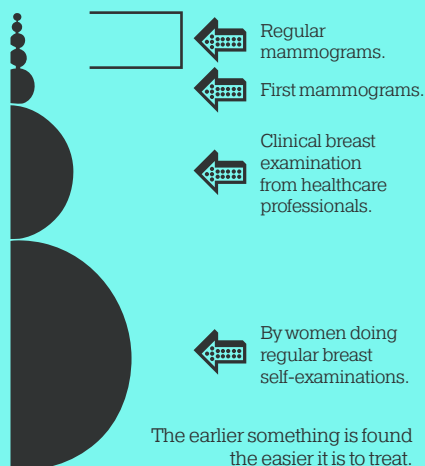 Regular
mammograms.
First mammograms.
Clinical breast
examination
from healthcare
professionals.
By women doing
regular breast
self-examinations.
The earlier something is found
the easier it is to treat.